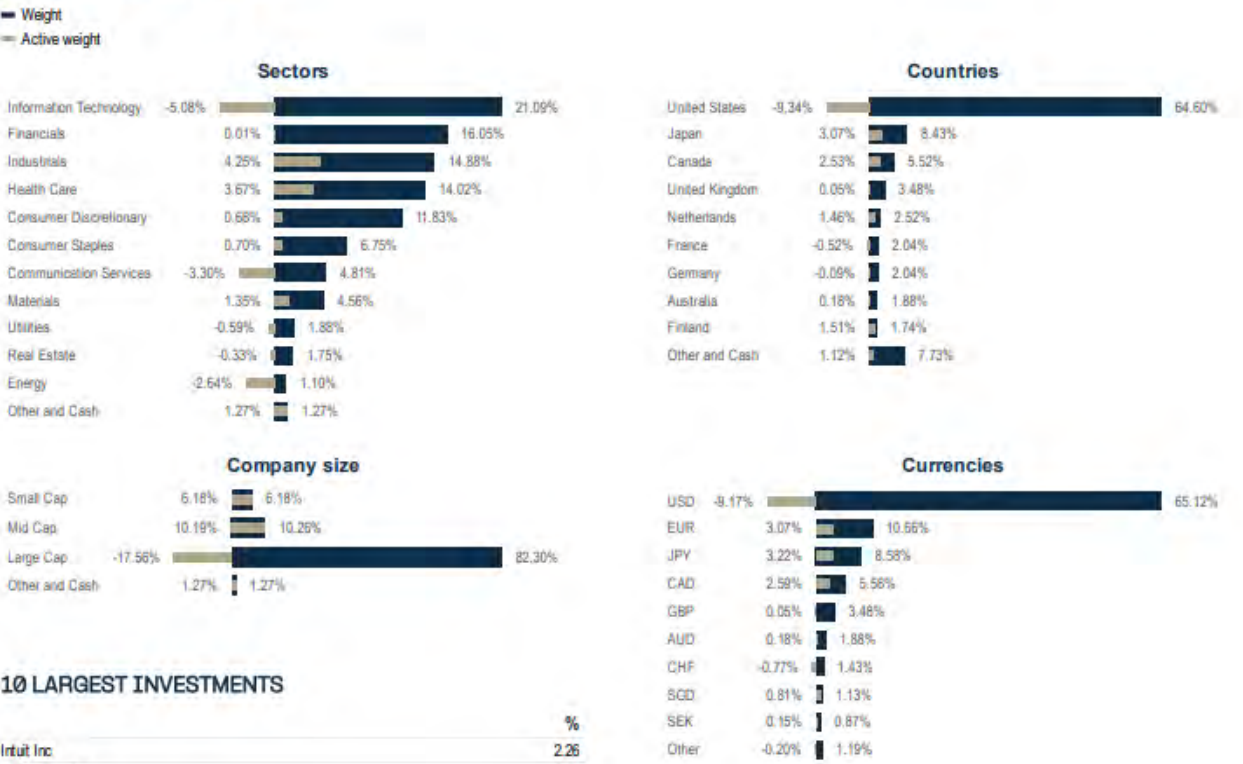 Weight
Active weight
Sectors
Information Technology -5.08% 21.09%
Financials 0.01% 16.05%
Industrials 4.25% 14.88%
Health Care 3.67% 14.02%
Consumer Discretionary 0.68% 11.83%
Consumer Staples 0.70% 6.75%
Communication Services -3.30% 4.81%
Materials 1.35% 4.56%
Utilities -0.59% 1.88%
Real Estate -0.33% 1.75%
Energy -2.64% 1.10%
Other and Cash 1.27% 1.27%
Countries
United States -9.34% 64.60%
Japan 3.07% 8.43%
Canada 2.53% 5.52%
United Kingdom 0.05% 3.48%
Netherlands 1.46% 2.52%
France -0.52% 2.04%
Germany -0.09% 2.04%
Australia 0.18% 1.88%
Finland 1.51% 1.74%
Other and Cash 1.12% 7.73%
Company size
Small Cap 6.18% 6.18%
Mid Cap 10.19% 10.26%
Large Cap -17.56% 82.30%
Other and Cash 1.27% 1.27%
Currencies
USD -9.17% 65.12%
EUR 3.07% 10.66%
JPY 3.22% 8.58%
CAD 2.59% 5.56%
GBP 0.05% 3.48%
AUD 0.18% 1.88%
CHF -0.77% 1.43%
SGD 0.81% 1.13%
SEK 0.15% 0.87%
Other -0.20% 1.19%
10 LARGEST INVESTMENTS
%
Intuit Inc 2.26